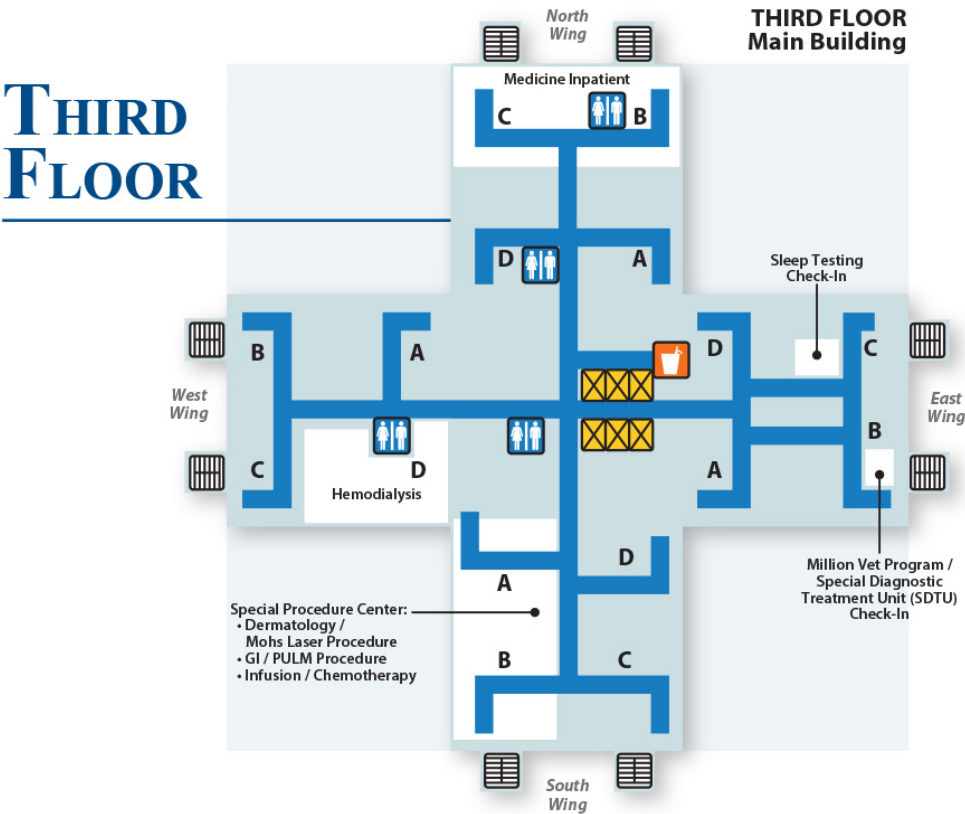 North
Wing
THIRD FLOOR
Main Building
THIRD
FLOOR
Medicine Inpatient
C
B
D
A
Sleep Testing
Check-In
B
A
D
C
West
Wing
East
Wing
C
D
Hemodialysis
A
B
A
D
Million Vet Program /
Special Diagnostic
Treatment Unit (SDTU)
Check-In
Special Procedure Center:
• Dermatology /
Mohs Laser Procedure
• GI / PULM Procedure
• Infusion / Chemotherapy
B
C
South
Wing